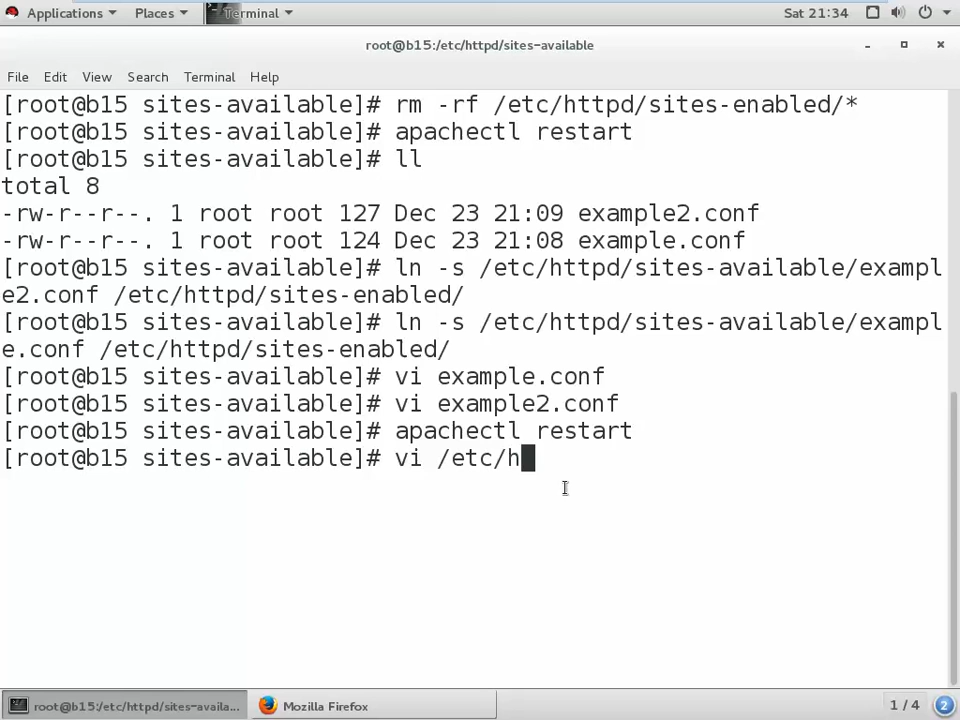 Applications Places Terminal Sat 21:34
root@b15:/etc/httpd/sites-available
File Edit View Search Terminal Help
[root@b15 sites-available]# rm -rf /etc/httpd/sites-enabled/*
[root@b15 sites-available]# apachectl restart
[root@b15 sites-available]# ll
total 8
-rw-r--r--. 1 root root 127 Dec 23 21:09 example2.conf
-rw-r--r--. 1 root root 124 Dec 23 21:08 example.conf
[root@b15 sites-available]# ln -s /etc/httpd/sites-available/exampl
e2.conf /etc/httpd/sites-enabled/
[root@b15 sites-available]# ln -s /etc/httpd/sites-available/exampl
e.conf /etc/httpd/sites-enabled/
[root@b15 sites-available]# vi example.conf
[root@b15 sites-available]# vi example2.conf
[root@b15 sites-available]# apachectl restart
[root@b15 sites-available]# vi /etc/h
root@b15:/etc/httpd/sites-availa... Mozilla Firefox 1 / 4 2